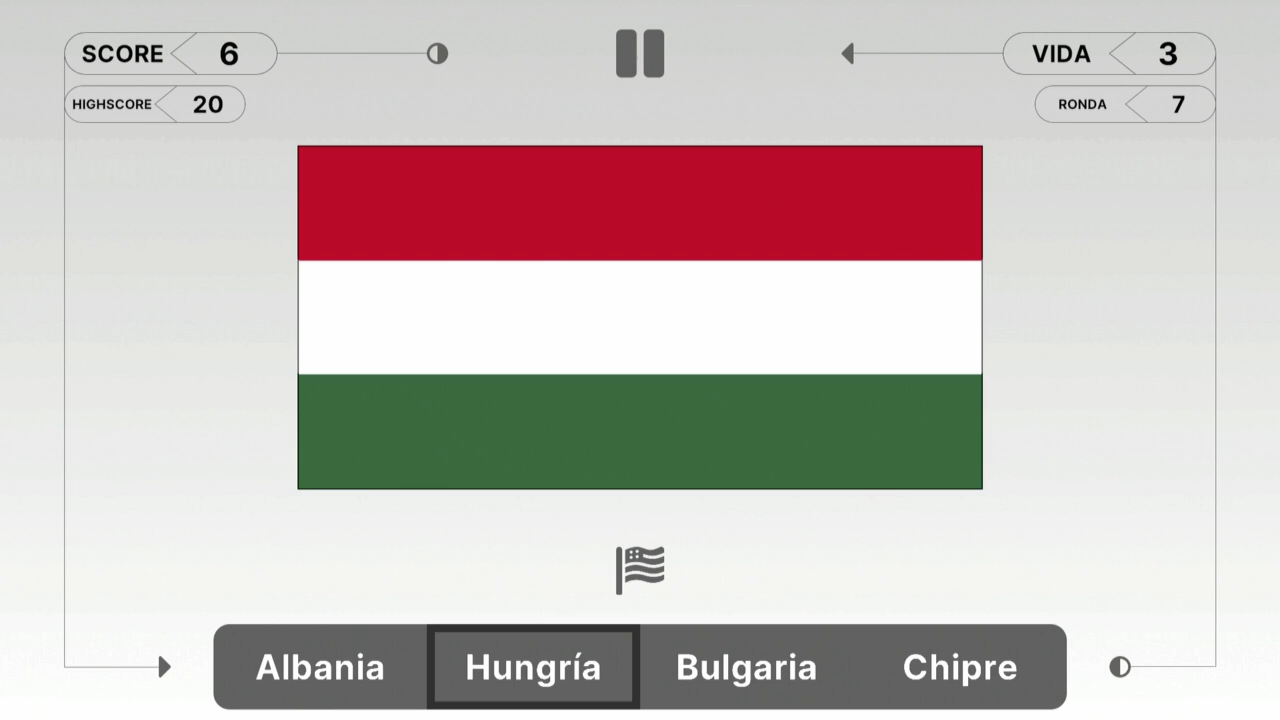 SCORE 6
VIDA 3
HIGHSCORE 20
RONDA 7
Albania Hungría Bulgaria Chipre